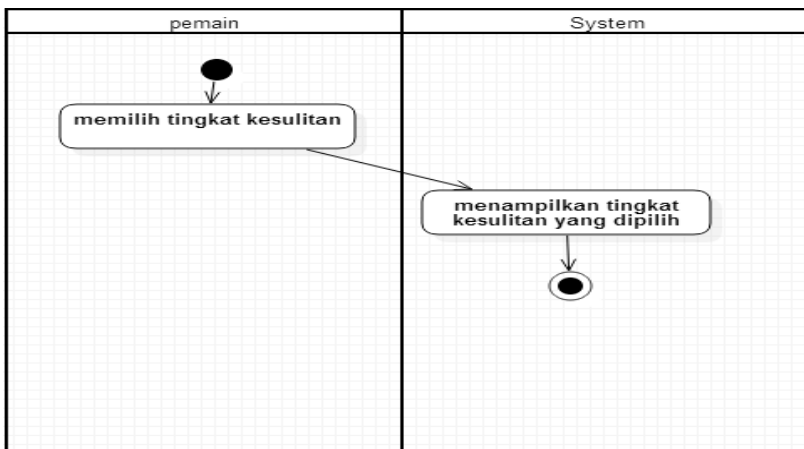 pemain
System
memilih tingkat kesulitan
menampilkan tingkat
kesulitan yang dipilih